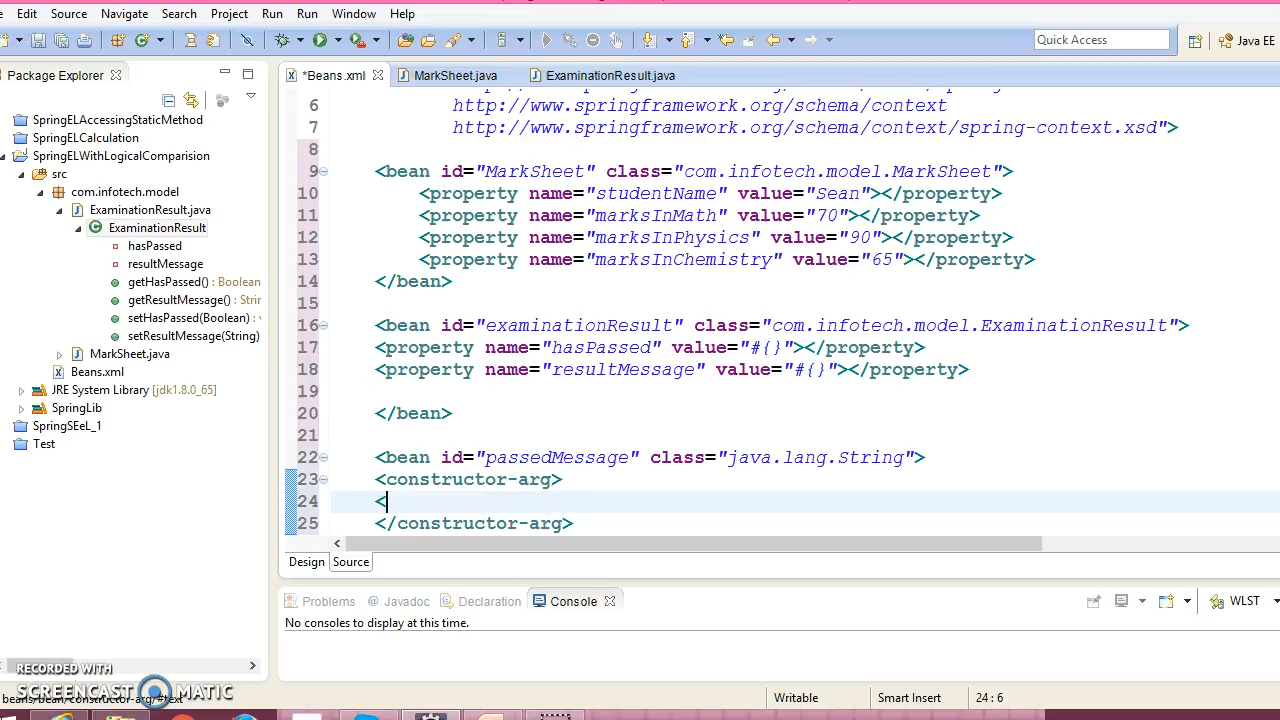 Edit Source Navigate Search Project Run Run Window Help
Quick Access Java EE
Package Explorer
*Beans.xml MarkSheet.java ExaminationResult.java
SpringELAccessingStaticMethod
SpringELCalculation
SpringELWithLogicalComparision
src
com.infotech.model
ExaminationResult.java
ExaminationResult
hasPassed
resultMessage
getHasPassed() : Boolean
getResultMessage() : Strin
setHasPassed(Boolean) : v
setResultMessage(String)
MarkSheet.java
Beans.xml
JRE System Library [jdk1.8.0_65]
SpringLib
SpringSEeL_1
Test
6 http://www.springframework.org/schema/context
7 http://www.springframework.org/schema/context/spring-context.xsd">
8
9 <bean id="MarkSheet" class="com.infotech.model.MarkSheet">
10 <property name="studentName" value="Sean"></property>
11 <property name="marksInMath" value="70"></property>
12 <property name="marksInPhysics" value="90"></property>
13 <property name="marksInChemistry" value="65"></property>
14 </bean>
15
16 <bean id="examinationResult" class="com.infotech.model.ExaminationResult">
17 <property name="hasPassed" value="#{}"></property>
18 <property name="resultMessage" value="#{}"></property>
19
20 </bean>
21
22 <bean id="passedMessage" class="java.lang.String">
23 <constructor-arg>
24 <
25 </constructor-arg>
Design Source
Problems Javadoc Declaration Console
WLST
No consoles to display at this time.
RECORDED WITH
SCREENCAST MATIC
beans/bean/constructor-arg/#text
Writable Smart Insert 24 : 6